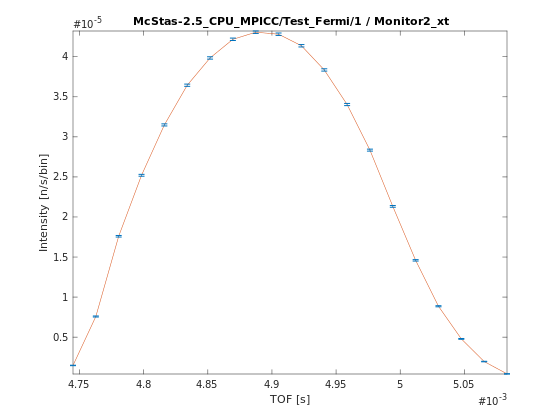 McStas-2.5_CPU_MPICC/Test_Fermi/1 / Monitor2_xt
#10-5
4
3.5
3
2.5
2
1.5
1
0.5
Intensity [n/s/bin]
4.75 4.8 4.85 4.9 4.95 5 5.05
TOF [s]
#10-3